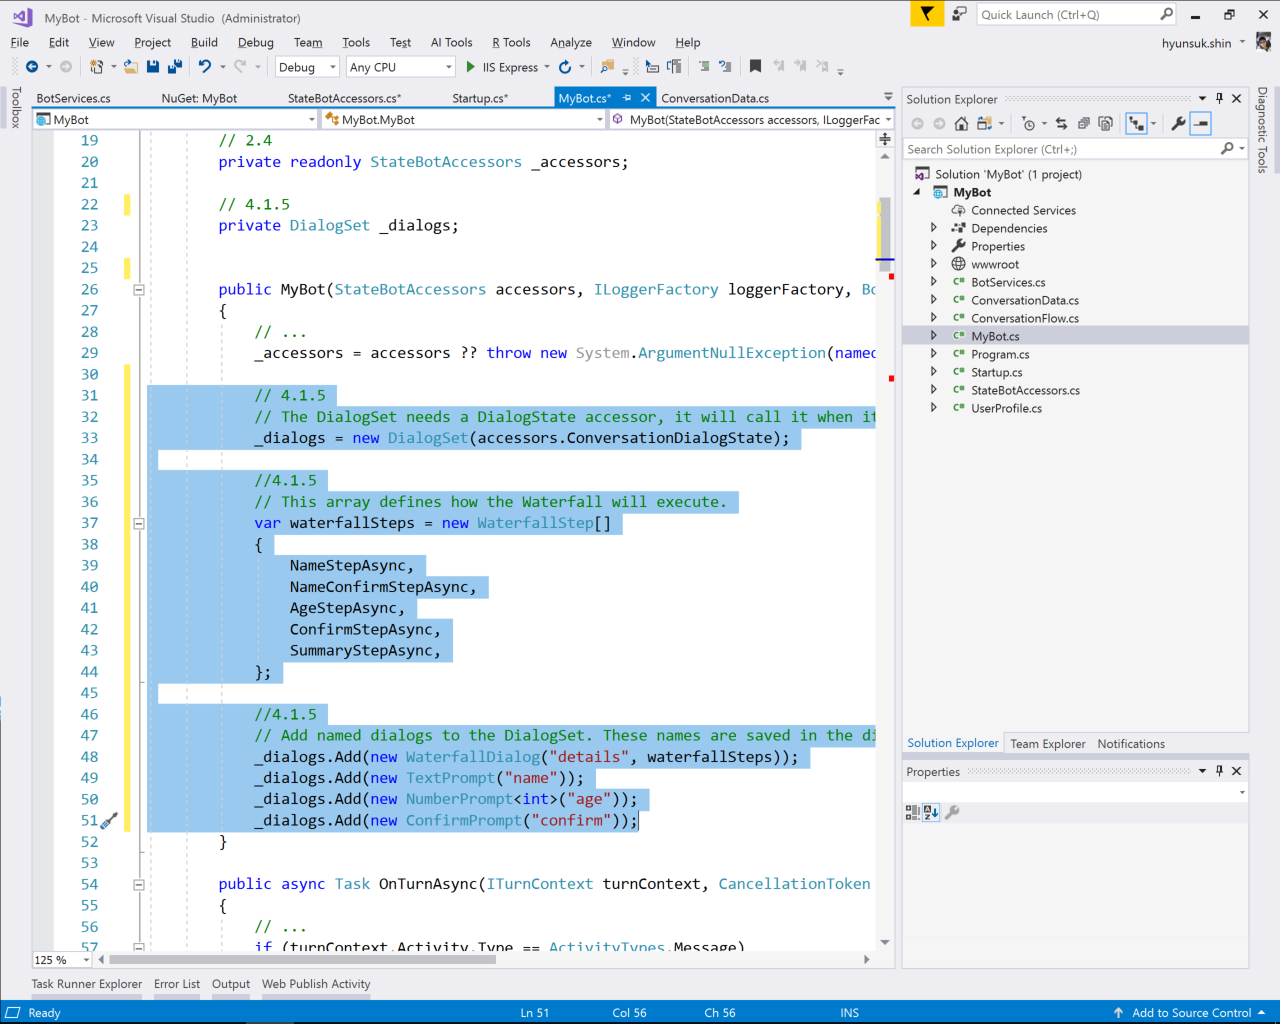 MyBot - Microsoft Visual Studio (Administrator)
Quick Launch (Ctrl+Q)
File Edit View Project Build Debug Team Tools Test AI Tools R Tools Analyze Window Help
hyunsuk.shin
Debug Any CPU IIS Express
Toolbox
BotServices.cs NuGet: MyBot StateBotAccessors.cs* Startup.cs* MyBot.cs* ConversationData.cs
MyBot MyBot.MyBot MyBot(StateBotAccessors accessors, ILoggerFac
19 // 2.4
20 private readonly StateBotAccessors _accessors;
21
22 // 4.1.5
23 private DialogSet _dialogs;
24
25
26 public MyBot(StateBotAccessors accessors, ILoggerFactory loggerFactory, Bo
27 {
28 // ...
29 _accessors = accessors ?? throw new System.ArgumentNullException(named
30
31 // 4.1.5
32 // The DialogSet needs a DialogState accessor, it will call it when it
33 _dialogs = new DialogSet(accessors.ConversationDialogState);
34
35 //4.1.5
36 // This array defines how the Waterfall will execute.
37 var waterfallSteps = new WaterfallStep[]
38 {
39 NameStepAsync,
40 NameConfirmStepAsync,
41 AgeStepAsync,
42 ConfirmStepAsync,
43 SummaryStepAsync,
44 };
45
46 //4.1.5
47 // Add named dialogs to the DialogSet. These names are saved in the di
48 _dialogs.Add(new WaterfallDialog("details", waterfallSteps));
49 _dialogs.Add(new TextPrompt("name"));
50 _dialogs.Add(new NumberPrompt<int>("age"));
51 _dialogs.Add(new ConfirmPrompt("confirm"));
52 }
53
54 public async Task OnTurnAsync(ITurnContext turnContext, CancellationToken
55 {
56 // ...
57 if (turnContext.Activity.Type == ActivityTypes.Message)
125 %
Solution Explorer
Search Solution Explorer (Ctrl+;)
Solution 'MyBot' (1 project)
MyBot
Connected Services
Dependencies
Properties
wwwroot
C# BotServices.cs
C# ConversationData.cs
C# ConversationFlow.cs
C# MyBot.cs
C# Program.cs
C# Startup.cs
C# StateBotAccessors.cs
C# UserProfile.cs
Solution Explorer Team Explorer Notifications
Properties
Diagnostic Tools
Task Runner Explorer Error List Output Web Publish Activity
Ready Ln 51 Col 56 Ch 56 INS Add to Source Control